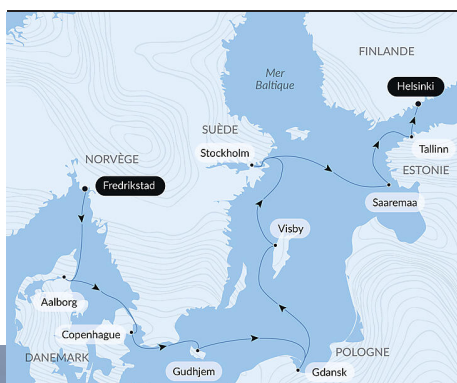 FINLANDE
Mer
Baltique
Helsinki
SUÈDE
Tallinn
Stockholm
NORVÈGE
ESTONIE
Fredrikstad
Saaremaa
Visby
Aalborg
Copenhague
DANEMARK
Gudhjem
POLOGNE
Gdansk